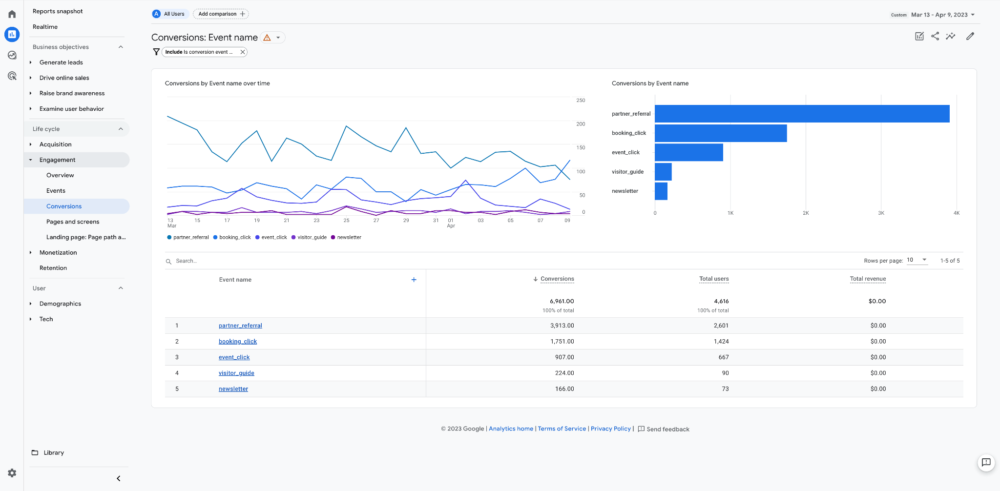 Reports snapshot
Realtime
Business objectives
Generate leads
Drive online sales
Raise brand awareness
Examine user behavior
Life cycle
Acquisition
Engagement
Overview
Events
Conversions
Pages and screens
Landing page: Page path a...
Monetization
Retention
User
Demographics
Tech
Library
A All Users Add comparison +
Custom Mar 13 - Apr 9, 2023
Conversions: Event name
Include Is conversion event ...
Conversions by Event name over time
250
200
150
100
50
0
13 15 17 19 21 23 25 27 29 31 01 03 05 07 09
Mar Apr
partner_referral booking_click event_click visitor_guide newsletter
Conversions by Event name
partner_referral
booking_click
event_click
visitor_guide
newsletter
0 1K 2K 3K 4K
Search...
Rows per page: 10 1-5 of 5
Event name + Conversions Total users Total revenue
6,961.00 4,616 $0.00
100% of total 100% of total
1 partner_referral 3,913.00 2,601 $0.00
2 booking_click 1,751.00 1,424 $0.00
3 event_click 907.00 667 $0.00
4 visitor_guide 224.00 90 $0.00
5 newsletter 166.00 73 $0.00
© 2023 Google | Analytics home | Terms of Service | Privacy Policy | Send feedback